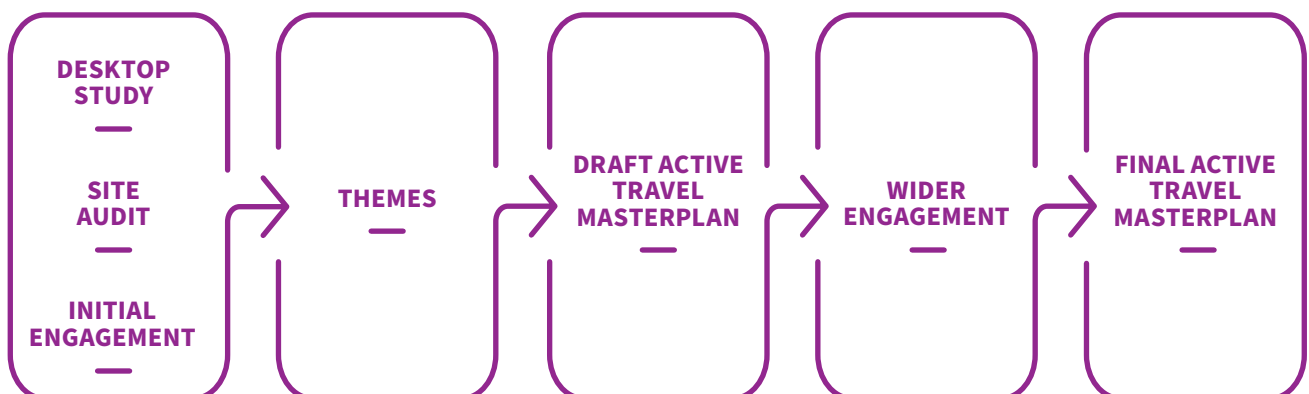 DESKTOP
STUDY
SITE
AUDIT
INITIAL
ENGAGEMENT
THEMES
DRAFT ACTIVE
TRAVEL
MASTERPLAN
WIDER
ENGAGEMENT
FINAL ACTIVE
TRAVEL
MASTERPLAN